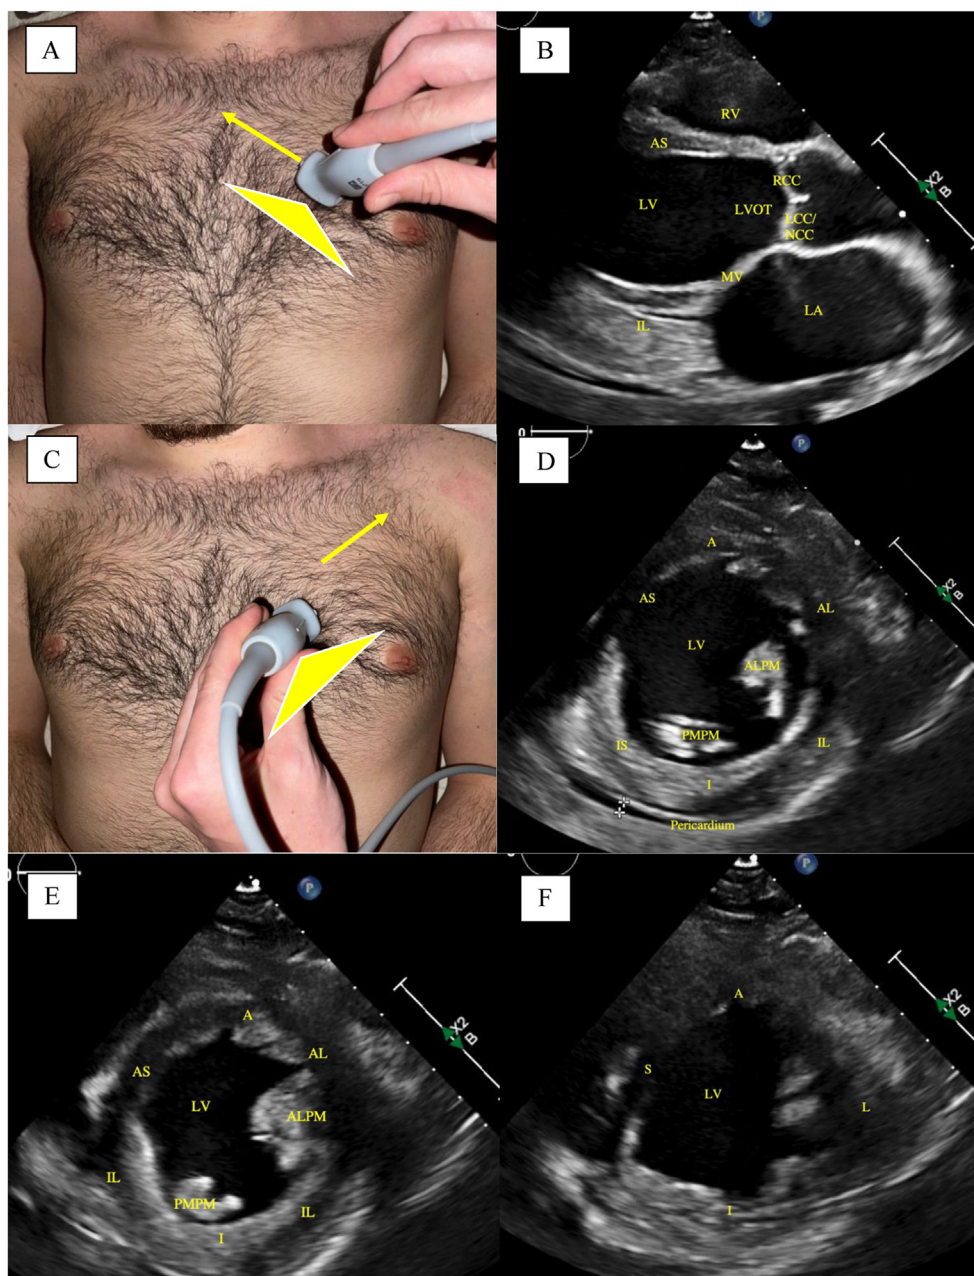 A
B
P
RV
AS
RCC
LV
LVOT
LCC/
NCC
MV
LA
IL
X2
B
C
D
P
A
AS
AL
LV
ALPM
PMPM
IS
IL
I
Pericardium
X2
B
E
P
A
AS
AL
LV
ALPM
IL
PMPM
IL
I
X2
B
F
P
A
S
LV
L
I
X2
B